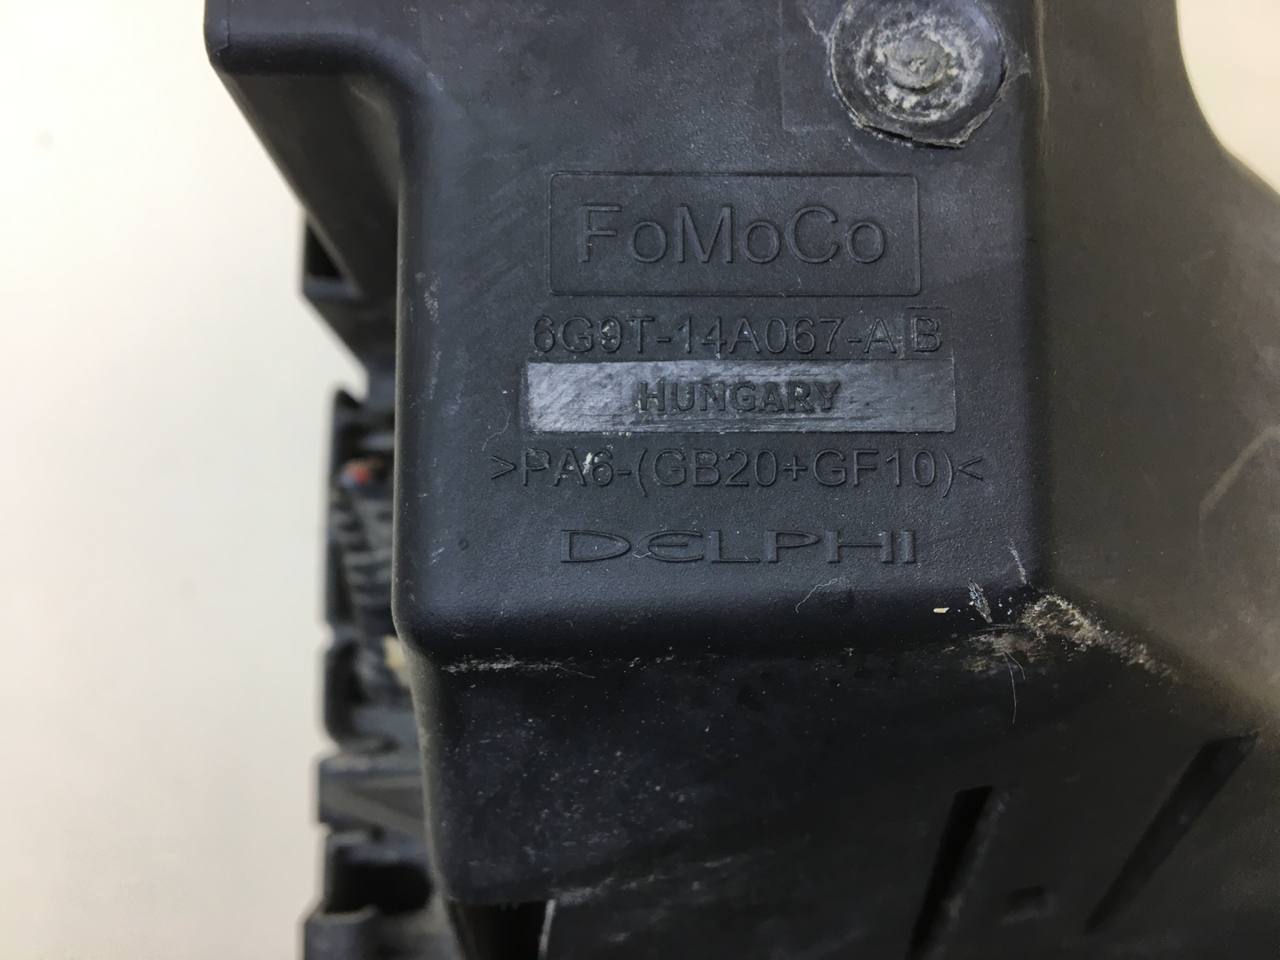 FoMoCo
6G9T-14A067-AB
HUNGARY
>PA6-(GB20+GF10)<
DELPHI